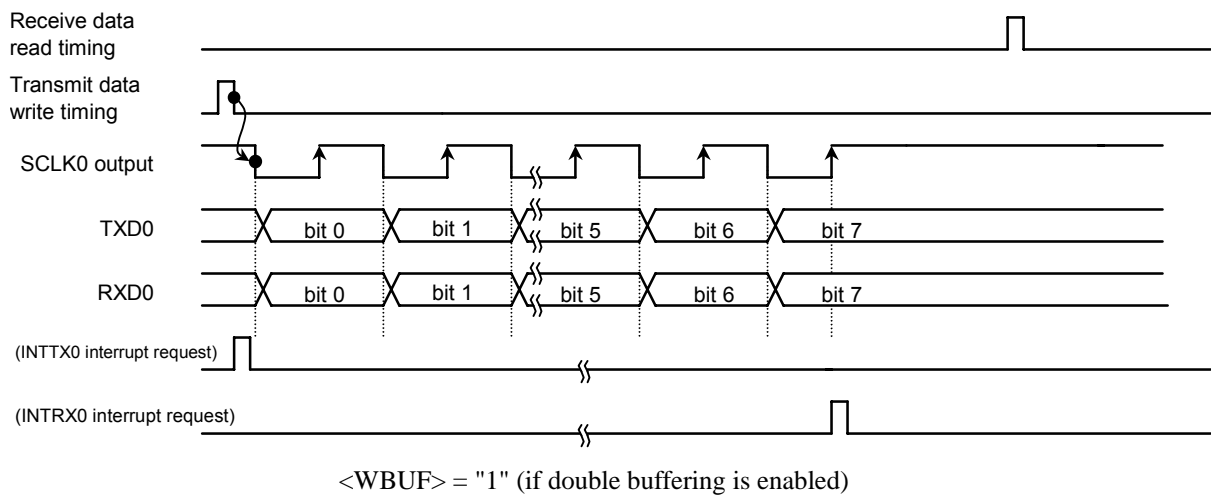 Receive data
read timing
Transmit data
write timing
SCLK0 output
TXD0
bit 0 bit 1 bit 5 bit 6 bit 7
RXD0
bit 0 bit 1 bit 5 bit 6 bit 7
(INTTX0 interrupt request)
(INTRX0 interrupt request)
<WBUF> = "1" (if double buffering is enabled)